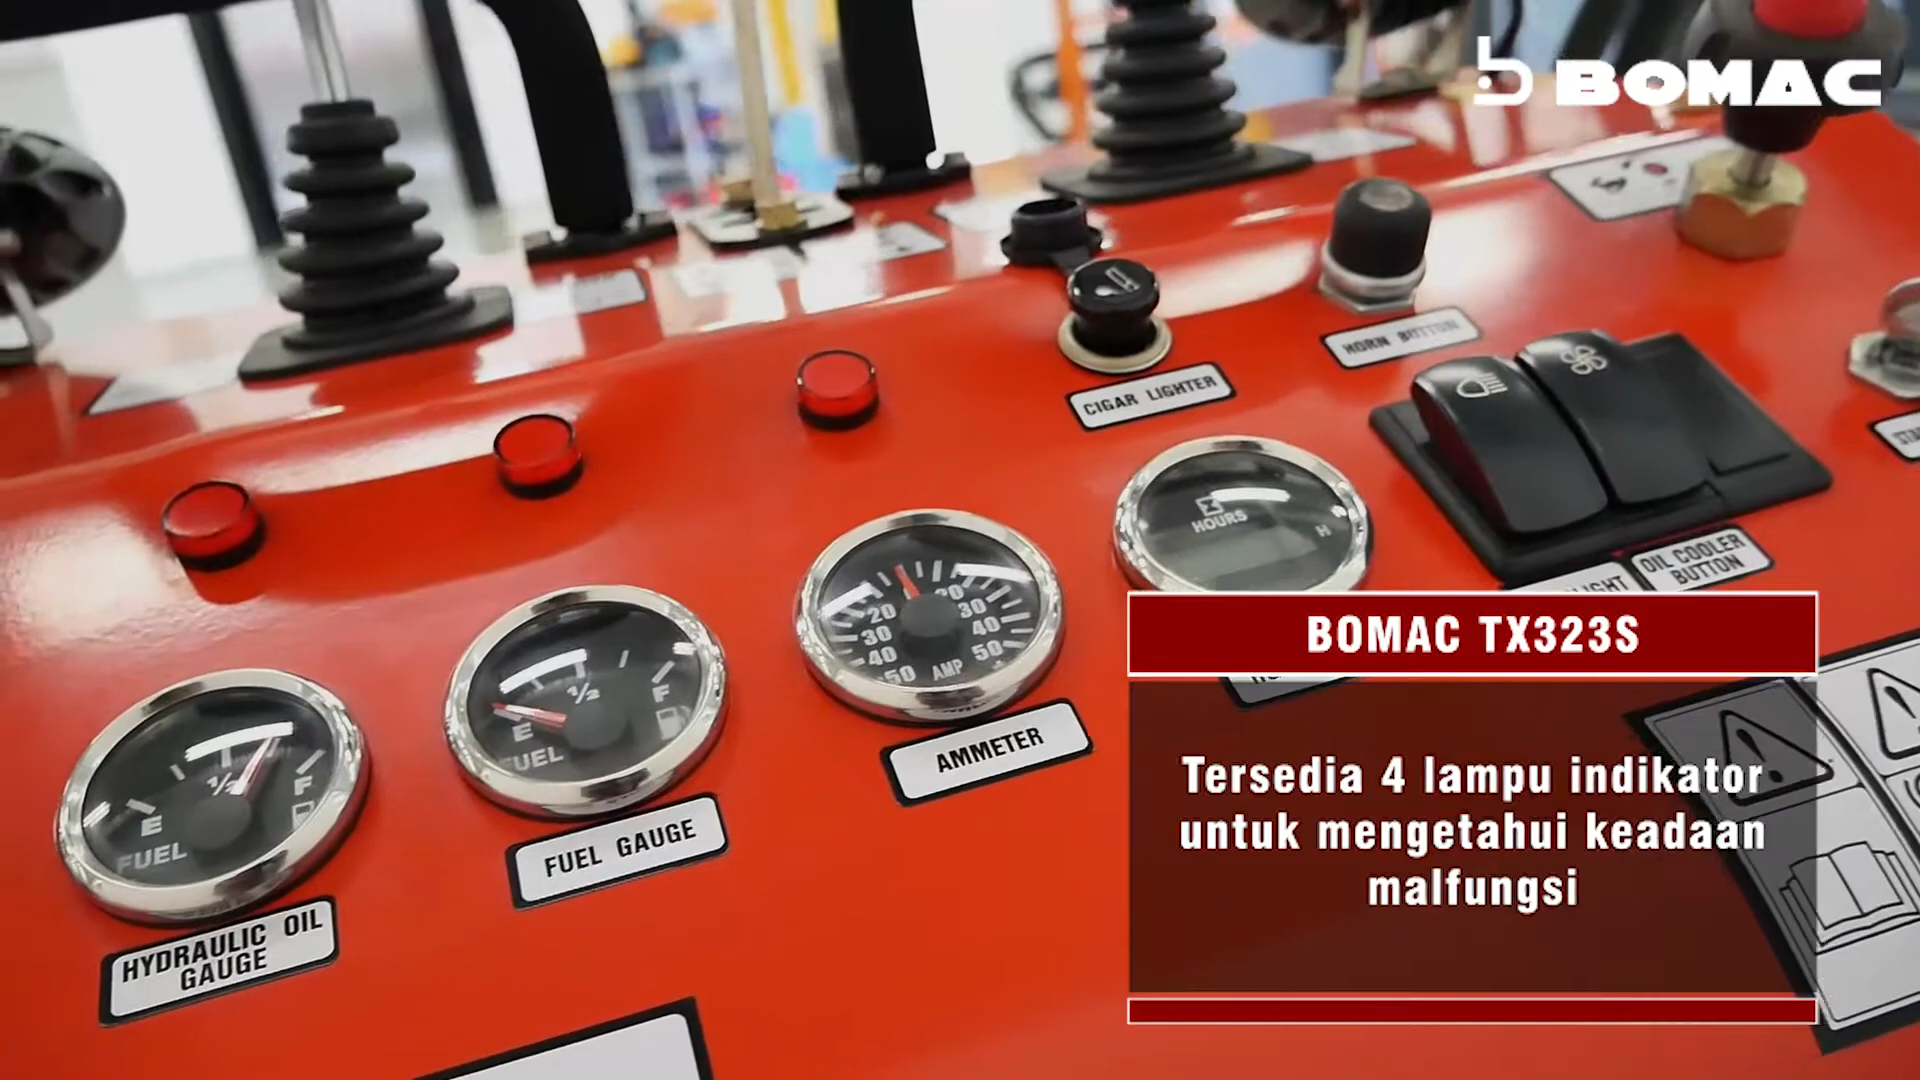 BOMAC
CIGAR LIGHTER
HORN BUTTON
HOURS
H
OIL COOLER
BUTTON
20 20
30 30
40 40
50 50
AMP
AMMETER
1/2
E
F
FUEL
FUEL GAUGE
1/2
E
F
FUEL
HYDRAULIC OIL
GAUGE
BOMAC TX323S
Tersedia 4 lampu indikator
untuk mengetahui keadaan
malfungsi